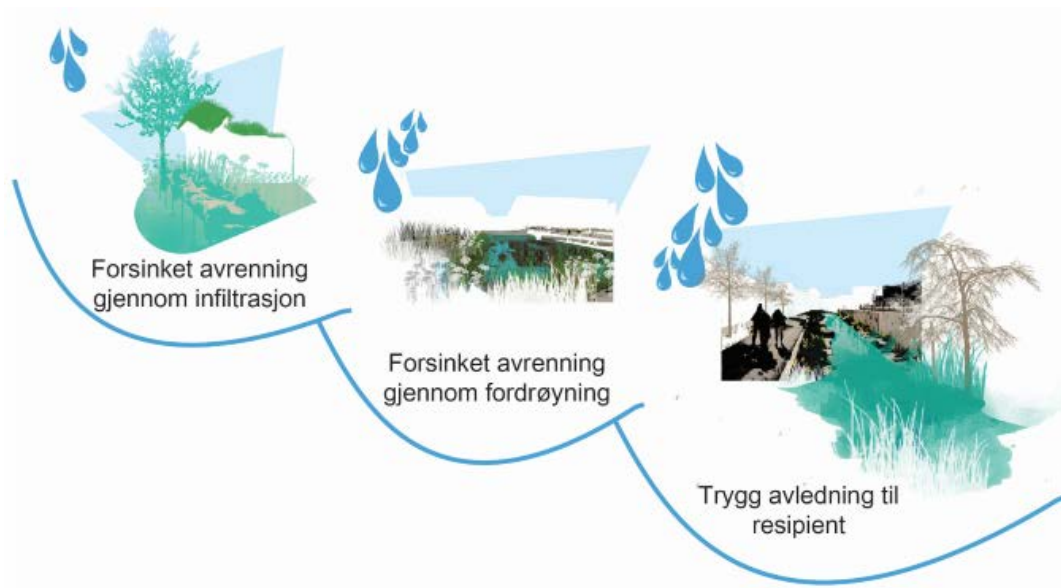 Forsinket avrenning
gjennom infiltrasjon
Forsinket avrenning
gjennom fordrøyning
Trygg avledning til
resipient